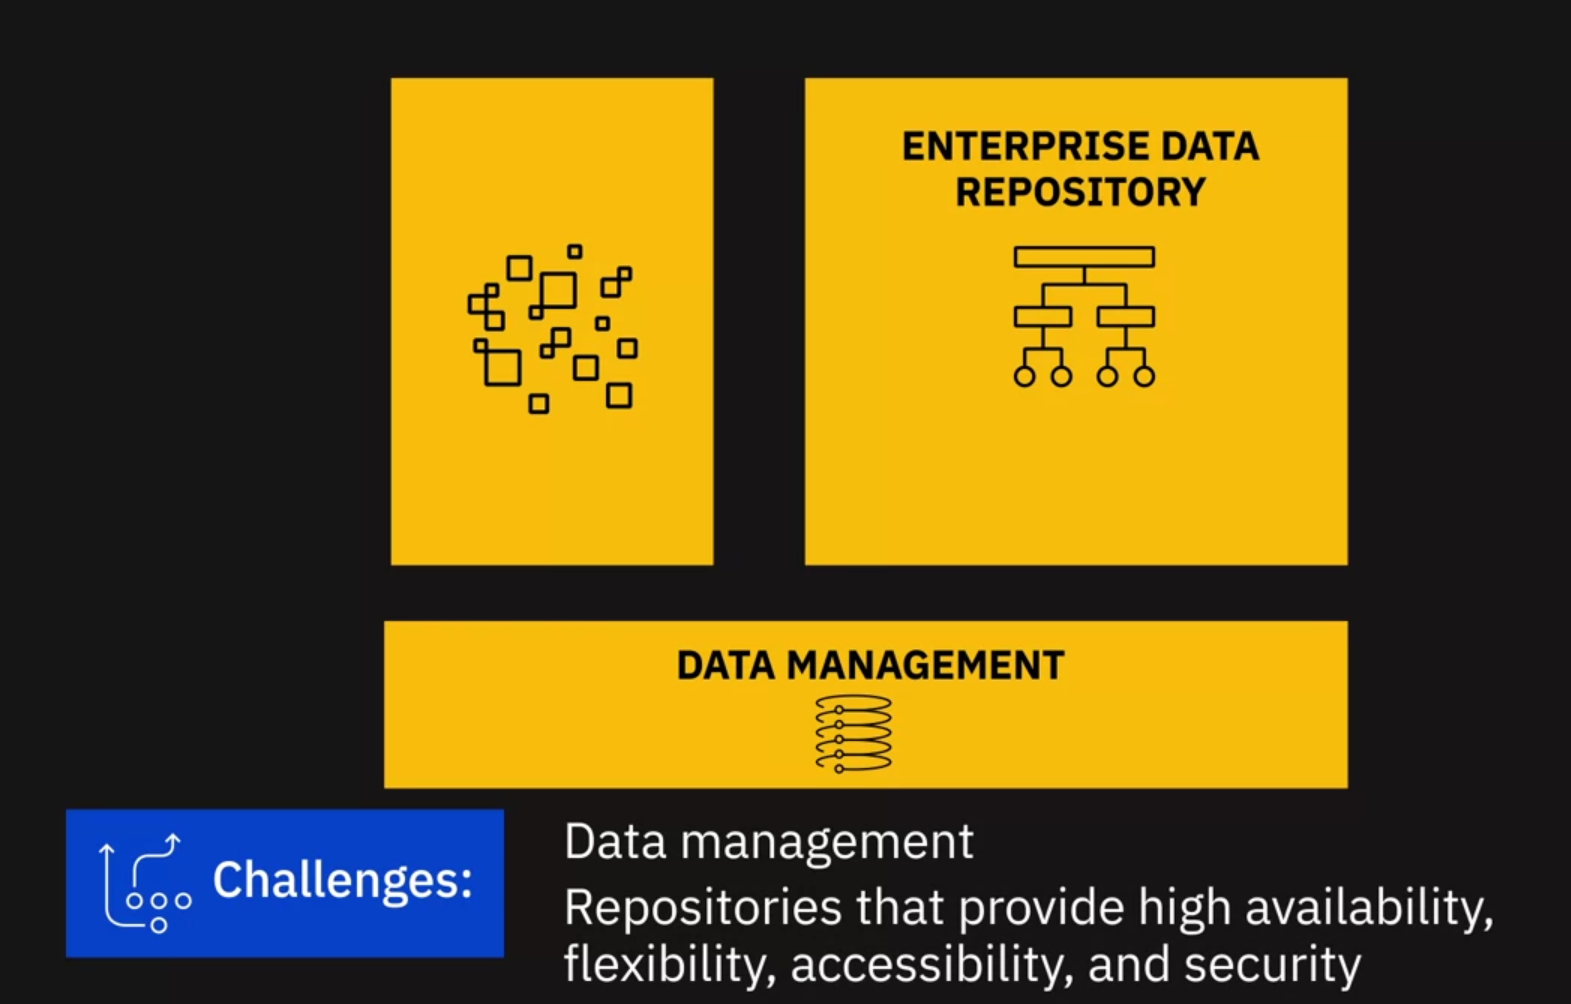 ENTERPRISE DATA
REPOSITORY
DATA MANAGEMENT
Challenges:
Data management
Repositories that provide high availability,
flexibility, accessibility, and security